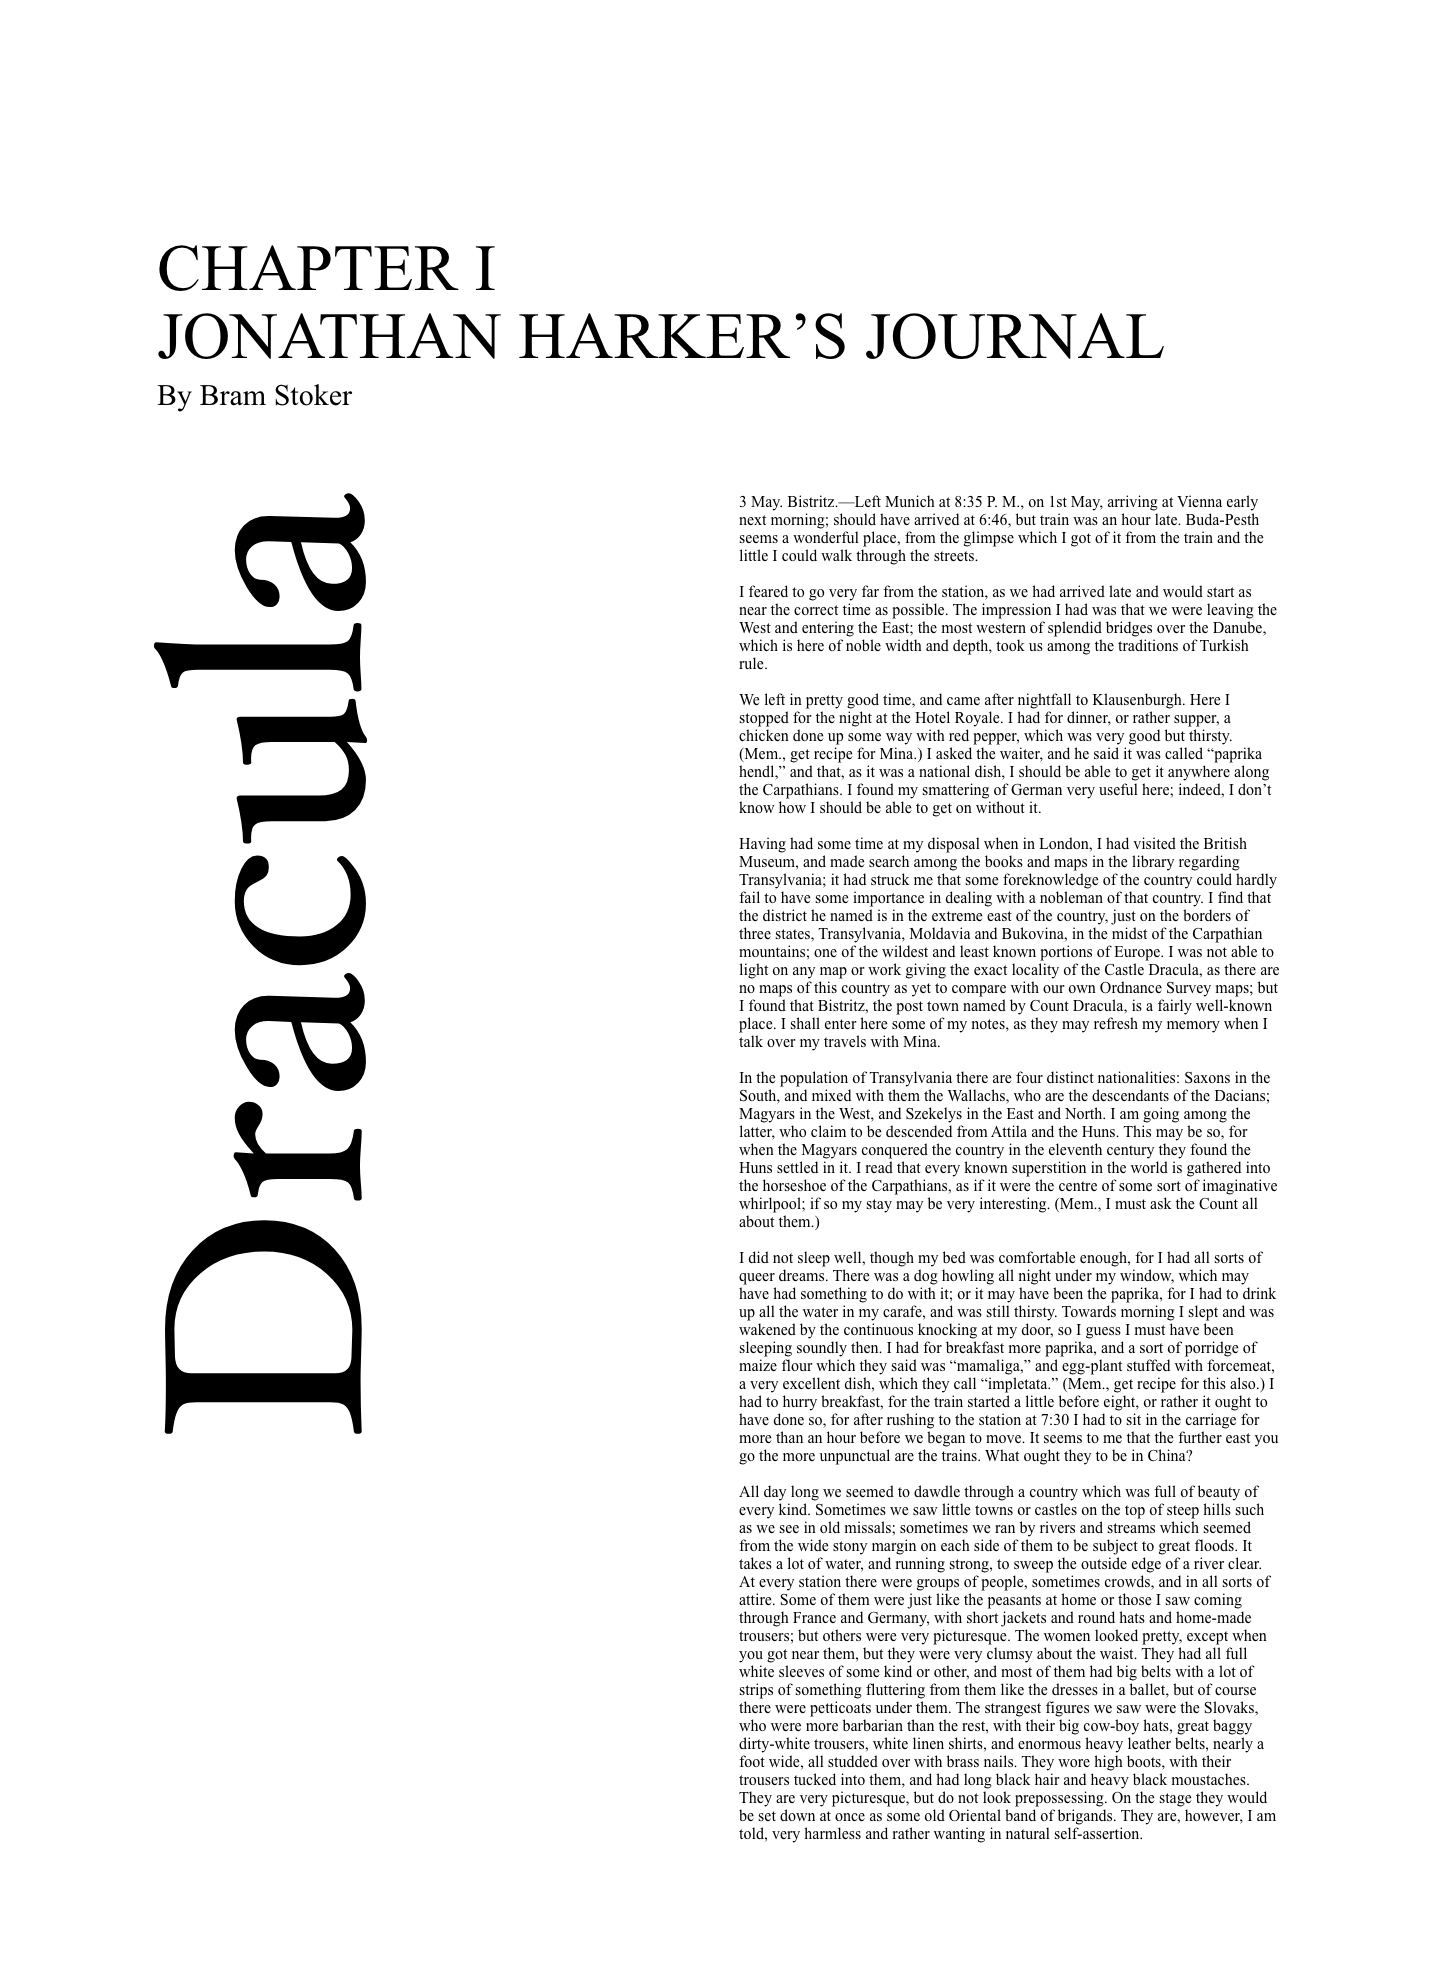 CHAPTER I
JONATHAN HARKER’S JOURNAL
By Bram Stoker
Dracula
3 May. Bistritz.—Left Munich at 8:35 P. M., on 1st May, arriving at Vienna early
next morning; should have arrived at 6:46, but train was an hour late. Buda-Pesth
seems a wonderful place, from the glimpse which I got of it from the train and the
little I could walk through the streets.
I feared to go very far from the station, as we had arrived late and would start as
near the correct time as possible. The impression I had was that we were leaving the
West and entering the East; the most western of splendid bridges over the Danube,
which is here of noble width and depth, took us among the traditions of Turkish
rule.
We left in pretty good time, and came after nightfall to Klausenburgh. Here I
stopped for the night at the Hotel Royale. I had for dinner, or rather supper, a
chicken done up some way with red pepper, which was very good but thirsty.
(Mem., get recipe for Mina.) I asked the waiter, and he said it was called “paprika
hendl,” and that, as it was a national dish, I should be able to get it anywhere along
the Carpathians. I found my smattering of German very useful here; indeed, I don’t
know how I should be able to get on without it.
Having had some time at my disposal when in London, I had visited the British
Museum, and made search among the books and maps in the library regarding
Transylvania; it had struck me that some foreknowledge of the country could hardly
fail to have some importance in dealing with a nobleman of that country. I find that
the district he named is in the extreme east of the country, just on the borders of
three states, Transylvania, Moldavia and Bukovina, in the midst of the Carpathian
mountains; one of the wildest and least known portions of Europe. I was not able to
light on any map or work giving the exact locality of the Castle Dracula, as there are
no maps of this country as yet to compare with our own Ordnance Survey maps; but
I found that Bistritz, the post town named by Count Dracula, is a fairly well-known
place. I shall enter here some of my notes, as they may refresh my memory when I
talk over my travels with Mina.
In the population of Transylvania there are four distinct nationalities: Saxons in the
South, and mixed with them the Wallachs, who are the descendants of the Dacians;
Magyars in the West, and Szekelys in the East and North. I am going among the
latter, who claim to be descended from Attila and the Huns. This may be so, for
when the Magyars conquered the country in the eleventh century they found the
Huns settled in it. I read that every known superstition in the world is gathered into
the horseshoe of the Carpathians, as if it were the centre of some sort of imaginative
whirlpool; if so my stay may be very interesting. (Mem., I must ask the Count all
about them.)
I did not sleep well, though my bed was comfortable enough, for I had all sorts of
queer dreams. There was a dog howling all night under my window, which may
have had something to do with it; or it may have been the paprika, for I had to drink
up all the water in my carafe, and was still thirsty. Towards morning I slept and was
wakened by the continuous knocking at my door, so I guess I must have been
sleeping soundly then. I had for breakfast more paprika, and a sort of porridge of
maize flour which they said was “mamaliga,” and egg-plant stuffed with forcemeat,
a very excellent dish, which they call “impletata.” (Mem., get recipe for this also.) I
had to hurry breakfast, for the train started a little before eight, or rather it ought to
have done so, for after rushing to the station at 7:30 I had to sit in the carriage for
more than an hour before we began to move. It seems to me that the further east you
go the more unpunctual are the trains. What ought they to be in China?
All day long we seemed to dawdle through a country which was full of beauty of
every kind. Sometimes we saw little towns or castles on the top of steep hills such
as we see in old missals; sometimes we ran by rivers and streams which seemed
from the wide stony margin on each side of them to be subject to great floods. It
takes a lot of water, and running strong, to sweep the outside edge of a river clear.
At every station there were groups of people, sometimes crowds, and in all sorts of
attire. Some of them were just like the peasants at home or those I saw coming
through France and Germany, with short jackets and round hats and home-made
trousers; but others were very picturesque. The women looked pretty, except when
you got near them, but they were very clumsy about the waist. They had all full
white sleeves of some kind or other, and most of them had big belts with a lot of
strips of something fluttering from them like the dresses in a ballet, but of course
there were petticoats under them. The strangest figures we saw were the Slovaks,
who were more barbarian than the rest, with their big cow-boy hats, great baggy
dirty-white trousers, white linen shirts, and enormous heavy leather belts, nearly a
foot wide, all studded over with brass nails. They wore high boots, with their
trousers tucked into them, and had long black hair and heavy black moustaches.
They are very picturesque, but do not look prepossessing. On the stage they would
be set down at once as some old Oriental band of brigands. They are, however, I am
told, very harmless and rather wanting in natural self-assertion.